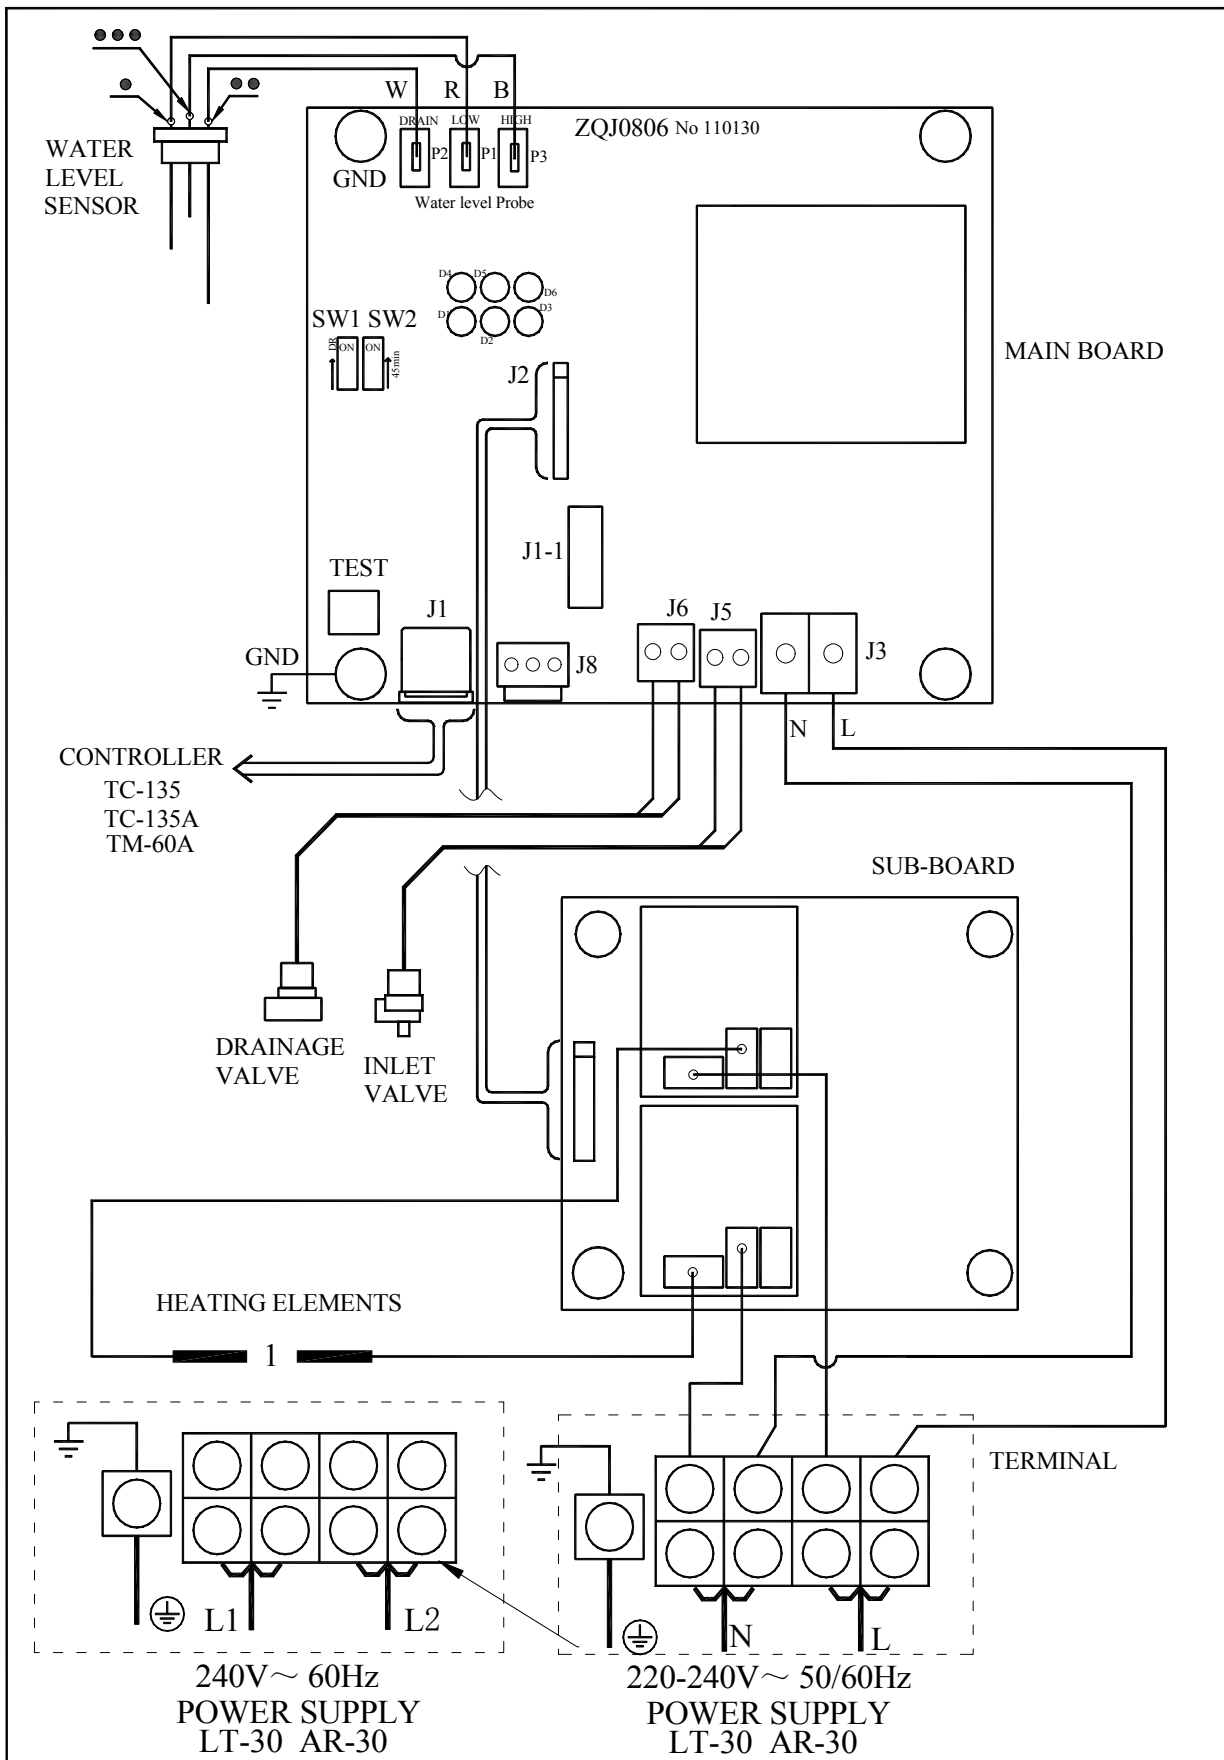 W R B
DRAIN LOW HIGH
ZQJ0806 No 110130
P2 P1 P3
WATER
LEVEL
SENSOR
GND
Water level Probe
D4 D5 D6
D1 D2 D3
SW1 SW2
DR ON ON 45min
MAIN BOARD
J2
J1-1
TEST
J1
J6 J5
J8
J3
GND
N L
CONTROLLER
TC-135
TC-135A
TM-60A
SUB-BOARD
DRAINAGE
VALVE
INLET
VALVE
HEATING ELEMENTS
1
TERMINAL
L1 L2
N L
240V～ 60Hz
POWER SUPPLY
LT-30 AR-30
220-240V～ 50/60Hz
POWER SUPPLY
LT-30 AR-30